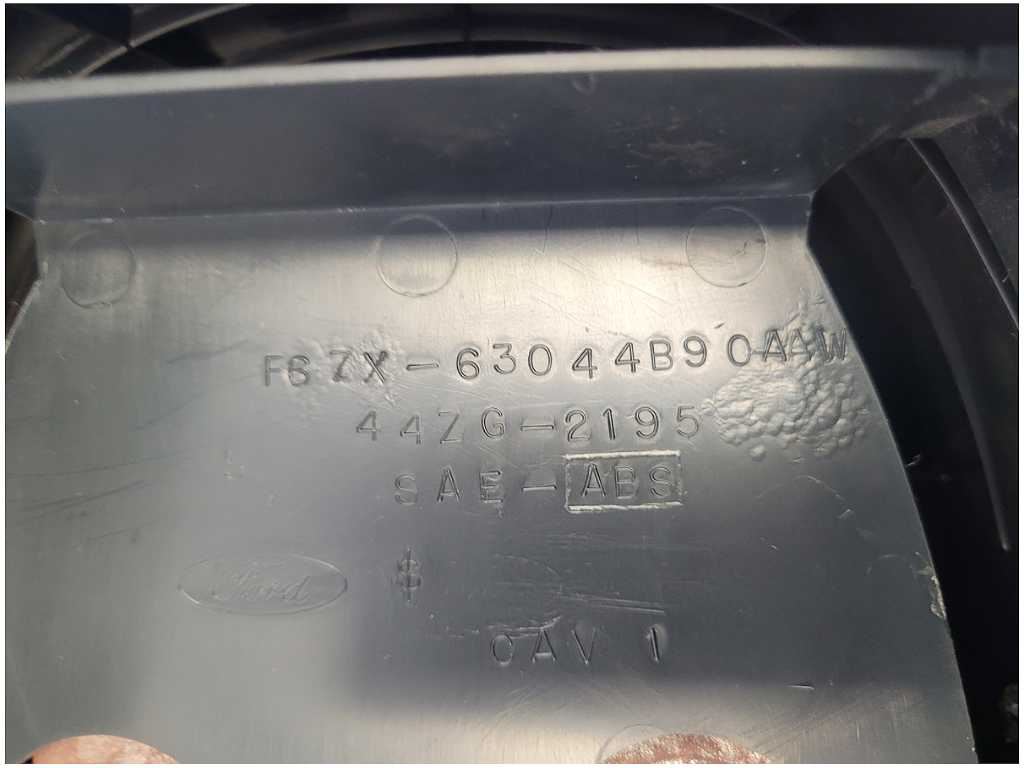 F67X-63044B90AAW
44ZG-2195
SAE-ABS
Ford $
CAV 1